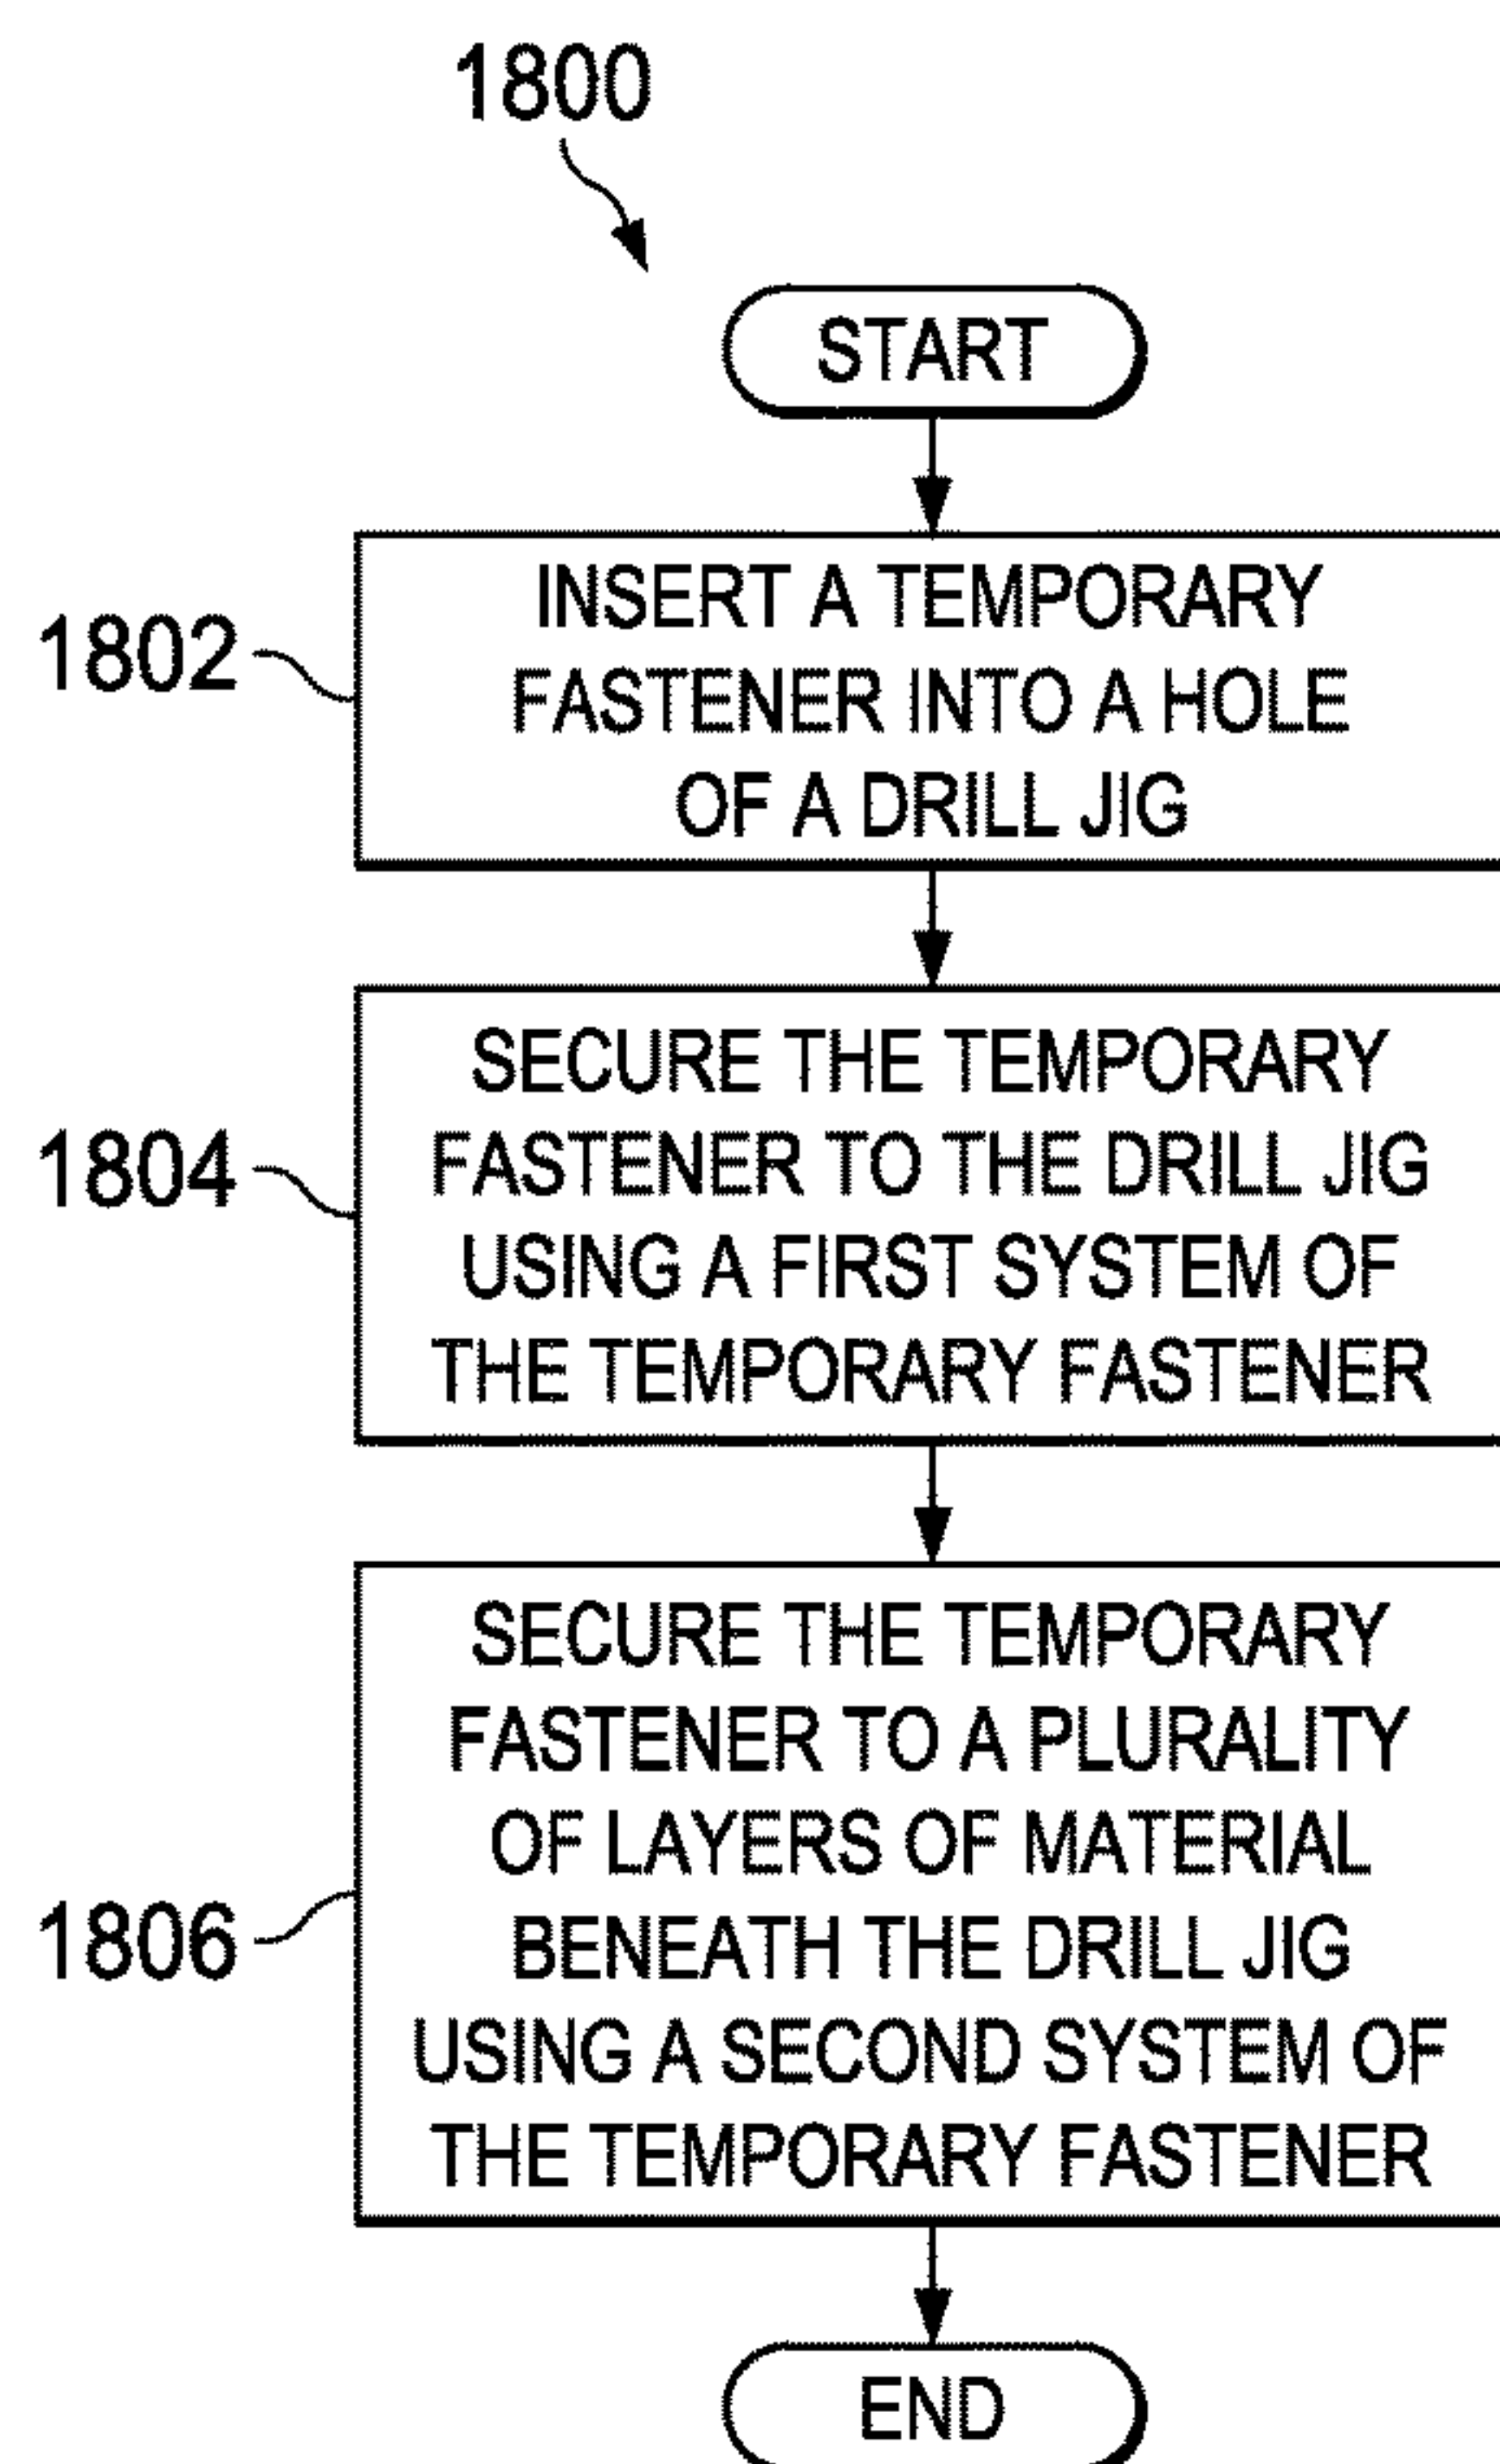 1800
START
1802
INSERT A TEMPORARY
FASTENER INTO A HOLE
OF A DRILL JIG
1804
SECURE THE TEMPORARY
FASTENER TO THE DRILL JIG
USING A FIRST SYSTEM OF
THE TEMPORARY FASTENER
1806
SECURE THE TEMPORARY
FASTENER TO A PLURALITY
OF LAYERS OF MATERIAL
BENEATH THE DRILL JIG
USING A SECOND SYSTEM OF
THE TEMPORARY FASTENER
END